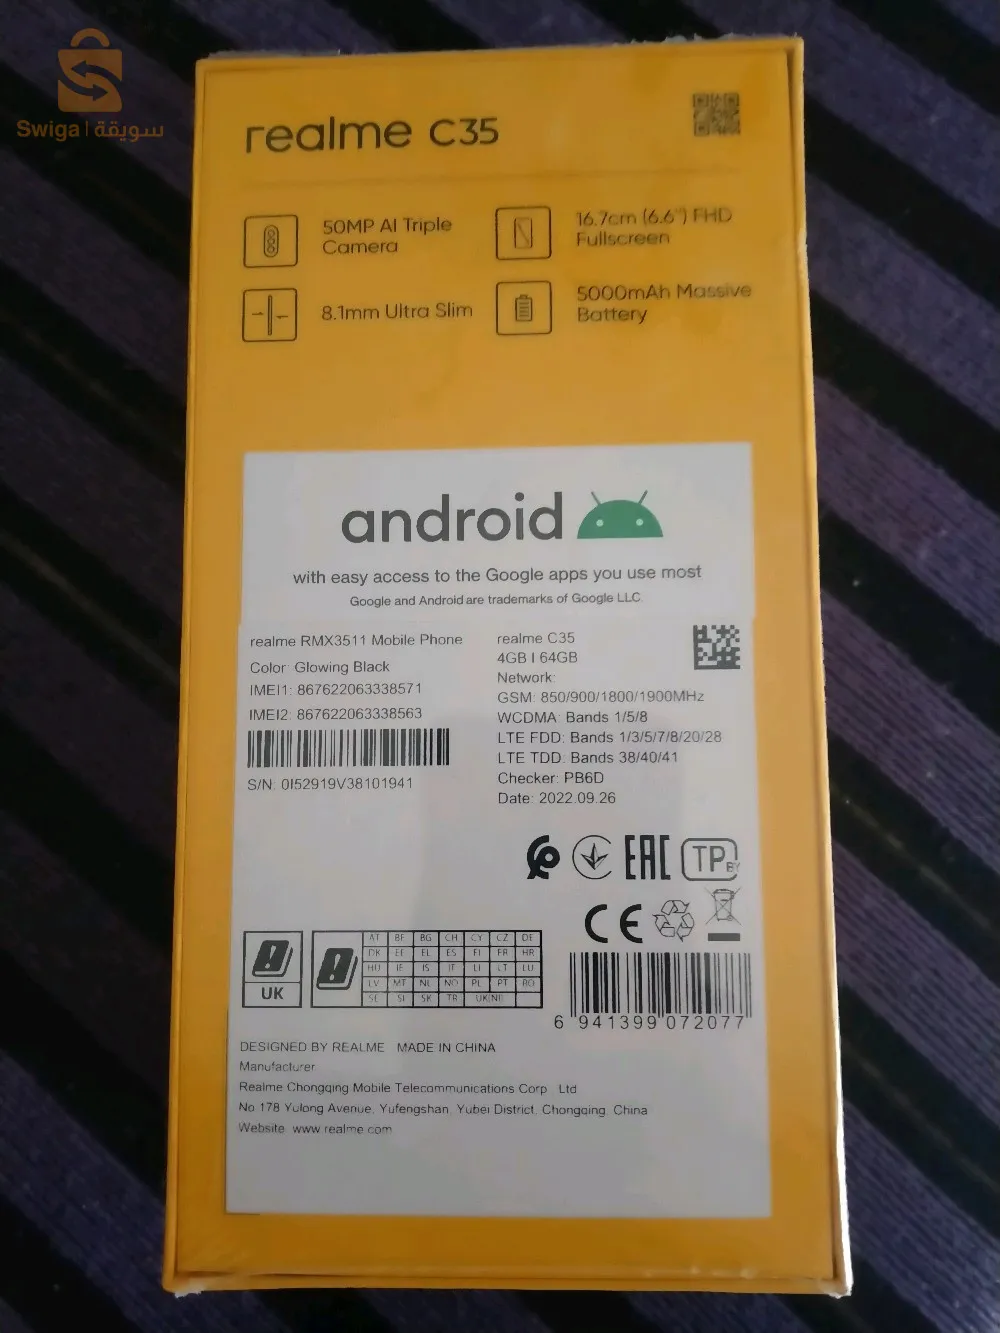 Swiga | سويقة
realme C35
50MP AI Triple
Camera
16.7cm (6.6") FHD
Fullscreen
8.1mm Ultra Slim
5000mAh Massive
Battery
android
with easy access to the Google apps you use most
Google and Android are trademarks of Google LLC.
realme RMX3511 Mobile Phone
Color: Glowing Black
IMEI1: 867622063338571
IMEI2: 867622063338563
S/N: 0I52919V38101941
realme C35
4GB | 64GB
Network:
GSM: 850/900/1800/1900MHz
WCDMA: Bands 1/5/8
LTE FDD: Bands 1/3/5/7/8/20/28
LTE TDD: Bands 38/40/41
Checker: PB6D
Date: 2022.09.26
EAC TP BY
CE
UK
AT BE BG CH CY CZ DE
DK EE EL ES FI FR HR
HU IE IS IT LI LT LU
LV MT NL NO PL PT RO
SE SI SK TR UK(NI)
6 941399 072077
DESIGNED BY REALME MADE IN CHINA
Manufacturer
Realme Chongqing Mobile Telecommunications Corp., Ltd
No.178 Yulong Avenue, Yufengshan, Yubei District, Chongqing, China
Website: www.realme.com